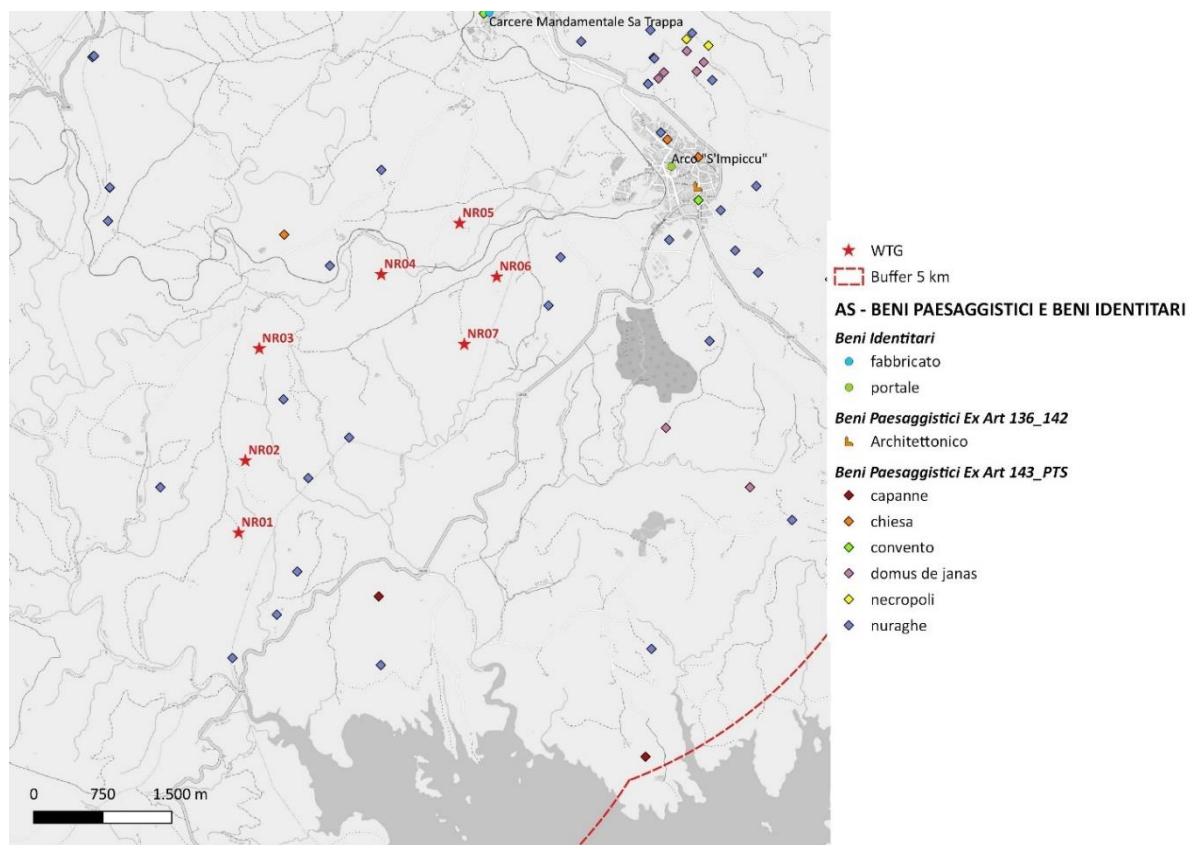 Carcere Mandamentale Sa Trappa
Arco "S'Impiccu"
NR05
NR04
NR06
NR03
NR07
NR02
NR01
0 750 1.500 m
WTG
Buffer 5 km
AS - BENI PAESAGGISTICI E BENI IDENTITARI
Beni Identitari
fabbricato
portale
Beni Paesaggistici Ex Art 136_142
Architettonico
Beni Paesaggistici Ex Art 143_PTS
capanne
chiesa
convento
domus de janas
necropoli
nuraghe